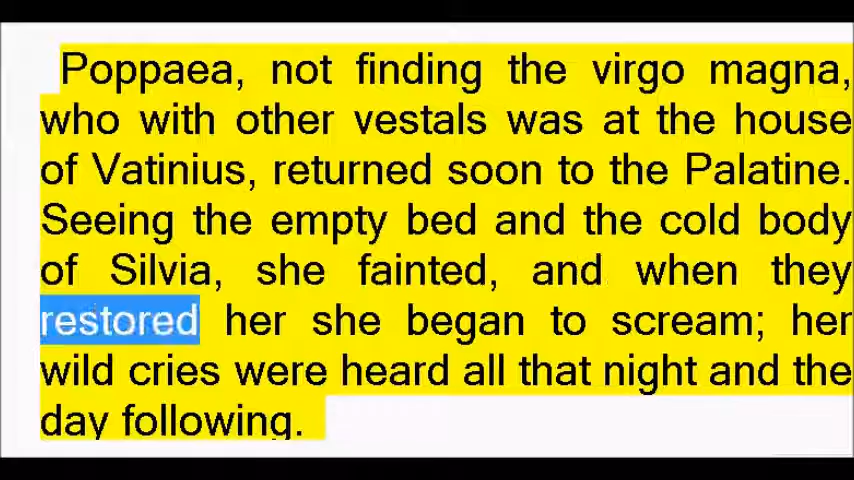 Poppaea, not finding the virgo magna,
who with other vestals was at the house
of Vatinius, returned soon to the Palatine.
Seeing the empty bed and the cold body
of Silvia, she fainted, and when they
restored her she began to scream; her
wild cries were heard all that night and the
day following.